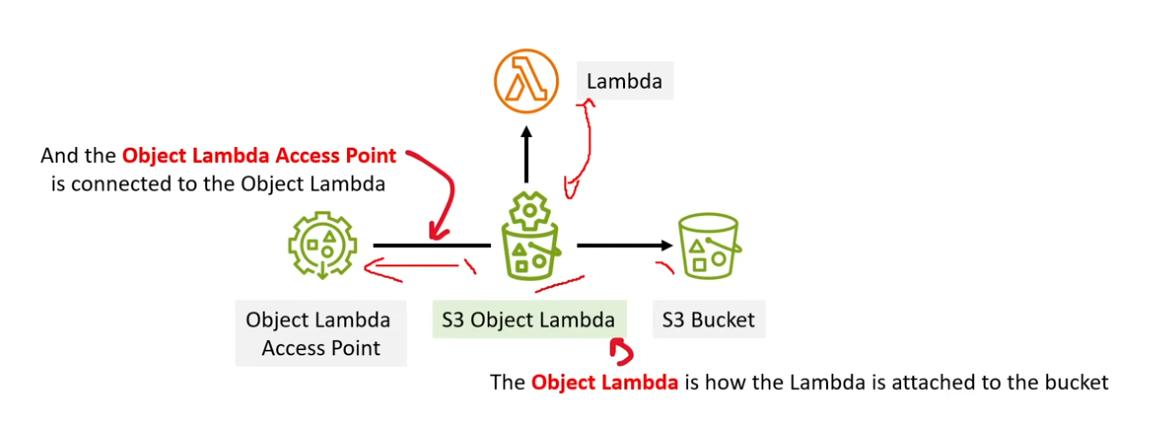 Lambda
And the Object Lambda Access Point
is connected to the Object Lambda
Object Lambda
Access Point
S3 Object Lambda
S3 Bucket
The Object Lambda is how the Lambda is attached to the bucket